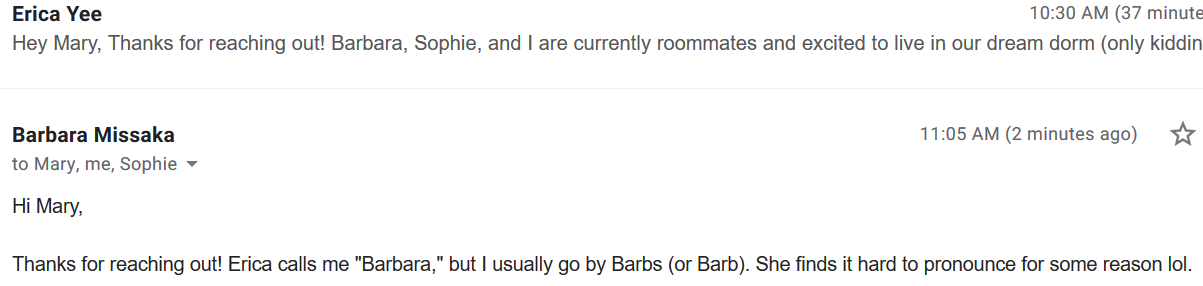 Erica Yee 10:30 AM (37 minute
Hey Mary, Thanks for reaching out! Barbara, Sophie, and I are currently roommates and excited to live in our dream dorm (only kiddin
Barbara Missaka 11:05 AM (2 minutes ago)
to Mary, me, Sophie
Hi Mary,
Thanks for reaching out! Erica calls me "Barbara," but I usually go by Barbs (or Barb). She finds it hard to pronounce for some reason lol.